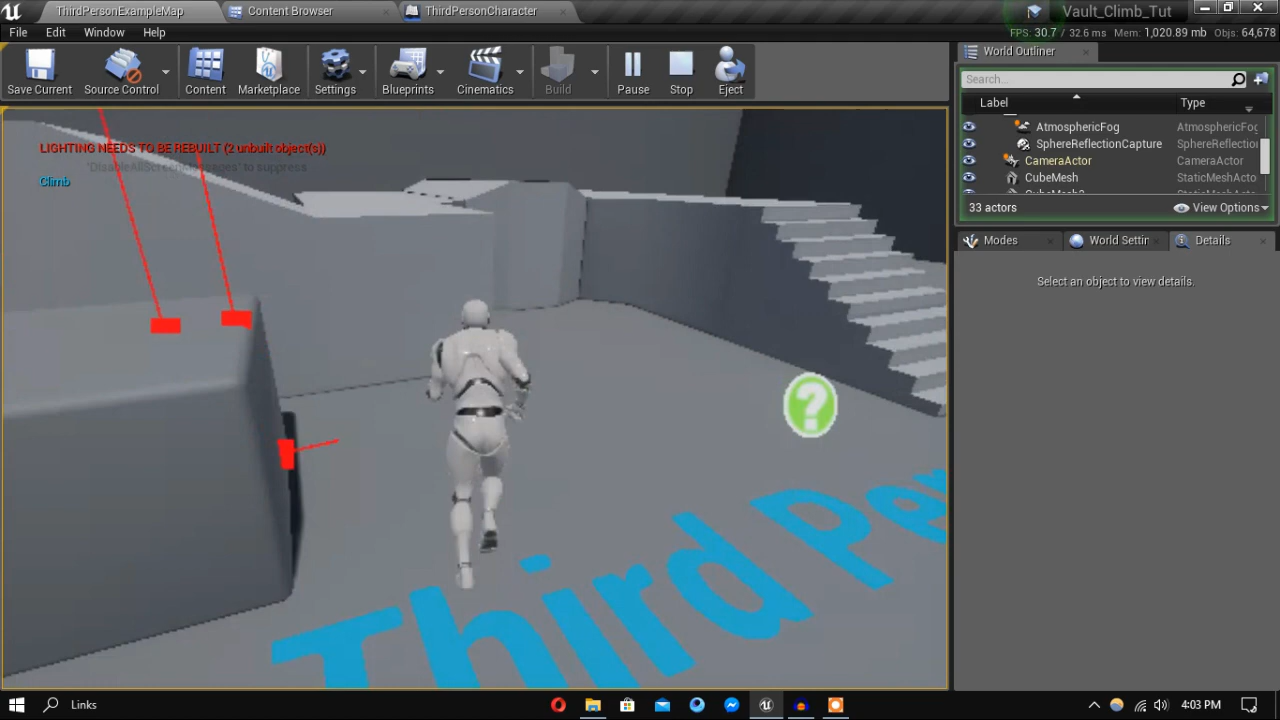 ThirdPersonExampleMap
Content Browser
ThirdPersonCharacter
Vault_Climb_Tut
File Edit Window Help
FPS: 30.7 / 32.6 ms Mem: 1,020.89 mb Objs: 64,678
Save Current Source Control Content Marketplace Settings Blueprints Cinematics Build Pause Stop Eject
World Outliner
Search...
Label Type
AtmosphericFog AtmosphericFog
SphereReflectionCapture SphereReflection
CameraActor CameraActor
CubeMesh StaticMeshActo
33 actors View Options
Modes World Settin Details
Select an object to view details.
LIGHTING NEEDS TO BE REBUILT (2 unbuilt object(s))
'DisableAllScreenMessages' to suppress
Climb
?
Third Per
Links
4:03 PM